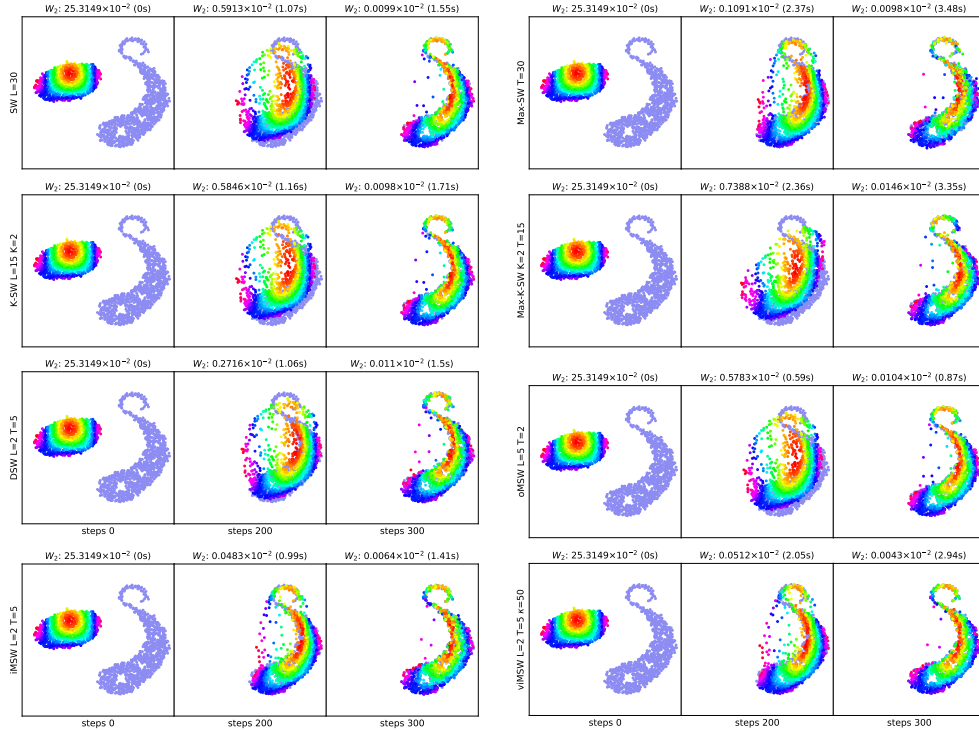 W₂: 25.3149×10⁻² (0s) W₂: 0.5913×10⁻² (1.07s) W₂: 0.0099×10⁻² (1.55s)
SW L=30
W₂: 25.3149×10⁻² (0s) W₂: 0.1091×10⁻² (2.37s) W₂: 0.0098×10⁻² (3.48s)
Max-SW T=30
W₂: 25.3149×10⁻² (0s) W₂: 0.5846×10⁻² (1.16s) W₂: 0.0098×10⁻² (1.71s)
K-SW L=15 K=2
W₂: 25.3149×10⁻² (0s) W₂: 0.7388×10⁻² (2.36s) W₂: 0.0146×10⁻² (3.35s)
Max-K-SW K=2 T=15
W₂: 25.3149×10⁻² (0s) W₂: 0.2716×10⁻² (1.06s) W₂: 0.011×10⁻² (1.5s)
DSW L=2 T=5
steps 0 steps 200 steps 300
W₂: 25.3149×10⁻² (0s) W₂: 0.5783×10⁻² (0.59s) W₂: 0.0104×10⁻² (0.87s)
oMSW L=5 T=2
W₂: 25.3149×10⁻² (0s) W₂: 0.0483×10⁻² (0.99s) W₂: 0.0064×10⁻² (1.41s)
iMSW L=2 T=5
steps 0 steps 200 steps 300
W₂: 25.3149×10⁻² (0s) W₂: 0.0512×10⁻² (2.05s) W₂: 0.0043×10⁻² (2.94s)
viMSW L=2 T=5 κ=50
steps 0 steps 200 steps 300